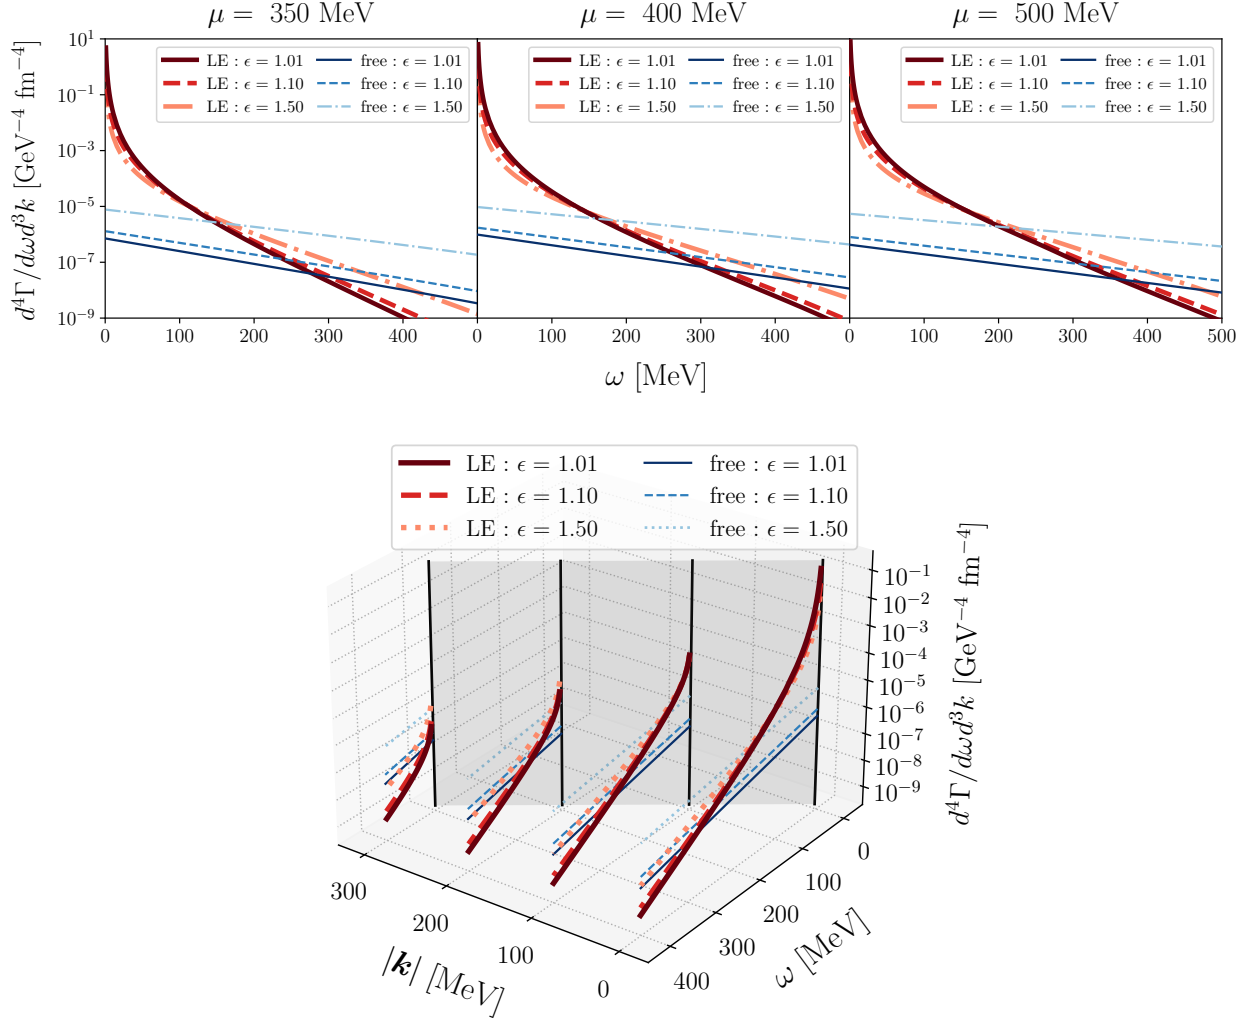 μ = 350 MeV
μ = 400 MeV
μ = 500 MeV
d⁴Γ/dωd³k [GeV⁻⁴ fm⁻⁴]
10¹
10⁻¹
10⁻³
10⁻⁵
10⁻⁷
10⁻⁹
LE : ϵ = 1.01
LE : ϵ = 1.10
LE : ϵ = 1.50
free : ϵ = 1.01
free : ϵ = 1.10
free : ϵ = 1.50
LE : ϵ = 1.01
LE : ϵ = 1.10
LE : ϵ = 1.50
free : ϵ = 1.01
free : ϵ = 1.10
free : ϵ = 1.50
LE : ϵ = 1.01
LE : ϵ = 1.10
LE : ϵ = 1.50
free : ϵ = 1.01
free : ϵ = 1.10
free : ϵ = 1.50
0 100 200 300 400
0 100 200 300 400
0 100 200 300 400 500
ω [MeV]
LE : ϵ = 1.01
LE : ϵ = 1.10
LE : ϵ = 1.50
free : ϵ = 1.01
free : ϵ = 1.10
free : ϵ = 1.50
10⁻¹
10⁻²
10⁻³
10⁻⁴
10⁻⁵
10⁻⁶
10⁻⁷
10⁻⁸
10⁻⁹
d⁴Γ/dωd³k [GeV⁻⁴ fm⁻⁴]
300
200
100
0
|k| [MeV]
0
100
200
300
400
ω [MeV]